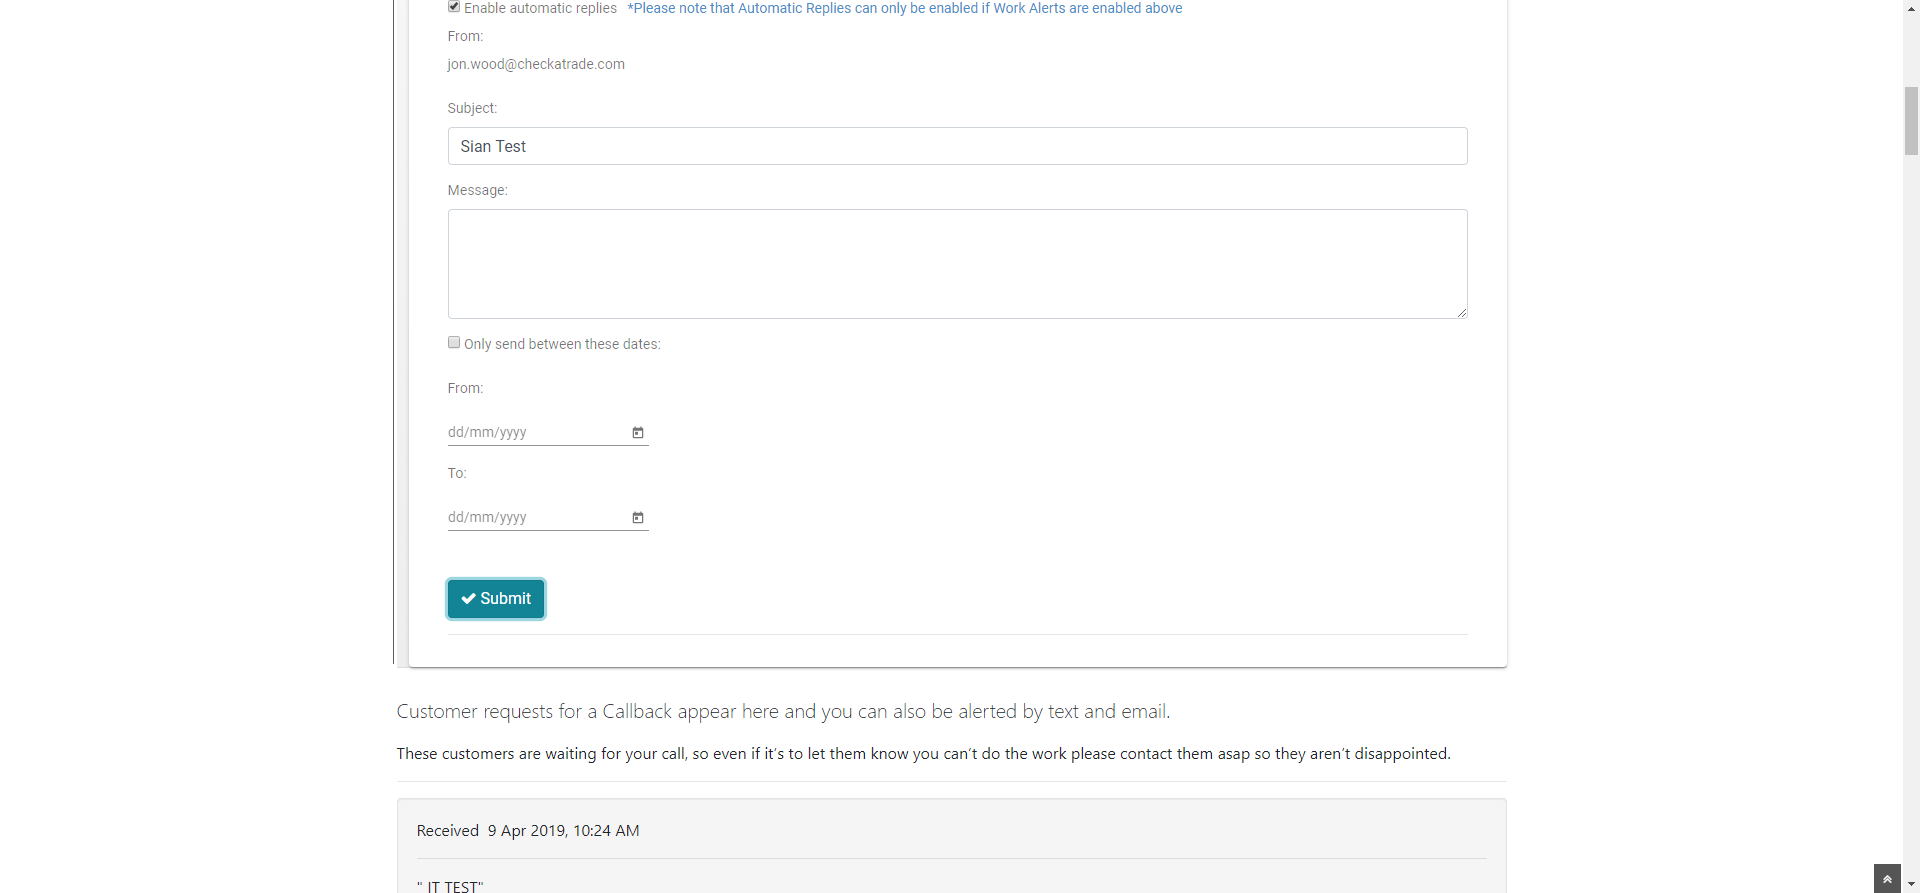 Enable automatic replies *Please note that Automatic Replies can only be enabled if Work Alerts are enabled above
From:
jon.wood@checkatrade.com
Subject:
Sian Test
Message:
Only send between these dates:
From:
dd/mm/yyyy
To:
dd/mm/yyyy
Submit
Customer requests for a Callback appear here and you can also be alerted by text and email.
These customers are waiting for your call, so even if it's to let them know you can't do the work please contact them asap so they aren't disappointed.
Received 9 Apr 2019, 10:24 AM
" IT TEST"